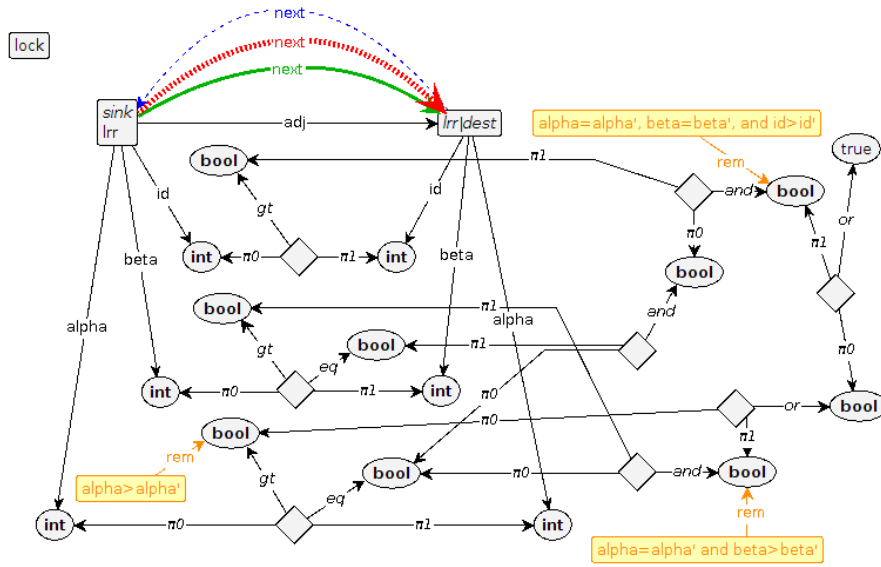 next
lock
next
next
sink
lrr
adj
lrr|dest
alpha=alpha', beta=beta', and id>id'
true
bool
π1
rem
id
id
and
bool
gt
or
π0
π1
beta
int
π0
π1
int
beta
bool
bool
π1
and
alpha
alpha
gt
bool
π1
π0
eq
int
π0
π1
int
π0
or
bool
bool
π0
π1
rem
gt
bool
π0
and
bool
alpha>alpha'
eq
rem
int
π0
π1
int
alpha=alpha' and beta>beta'